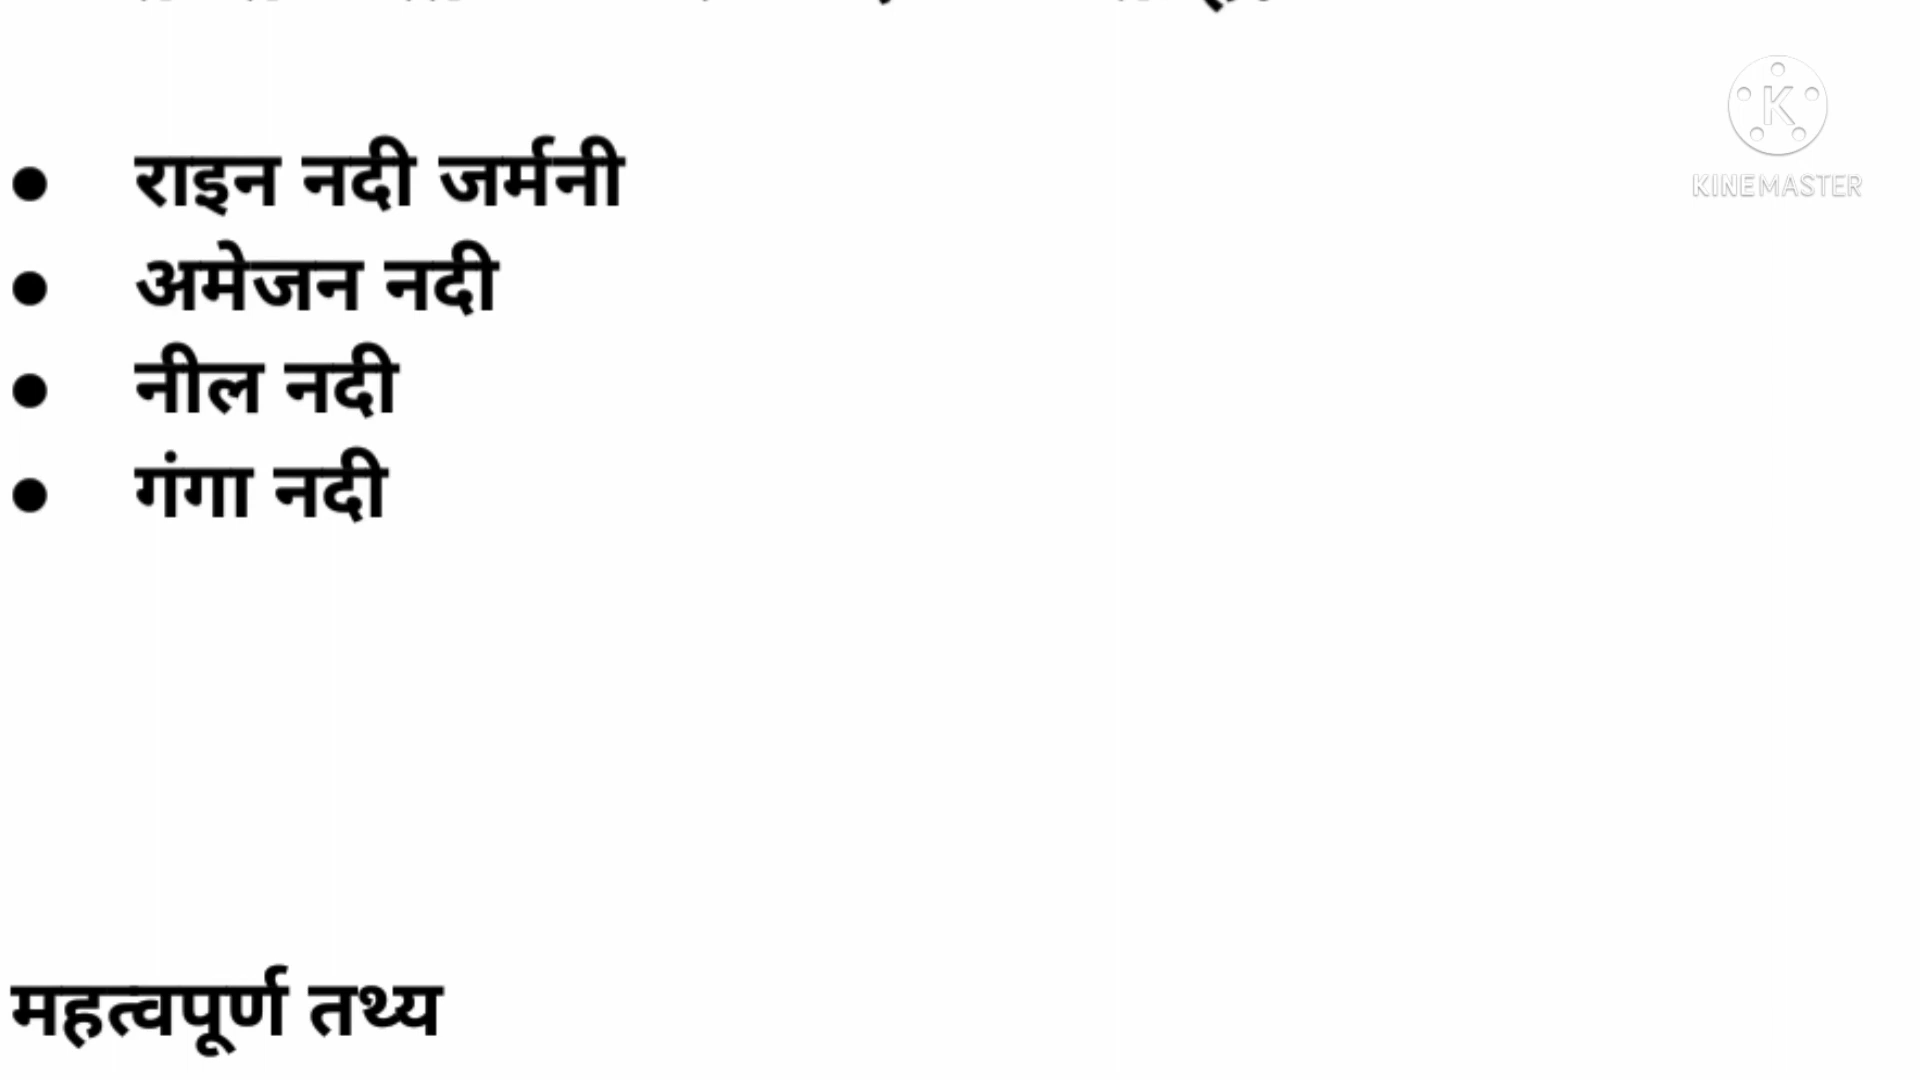 • राइन नदी जर्मनी
• अमेजन नदी
• नील नदी
• गंगा नदी
महत्वपूर्ण तथ्य
K
KINEMASTER